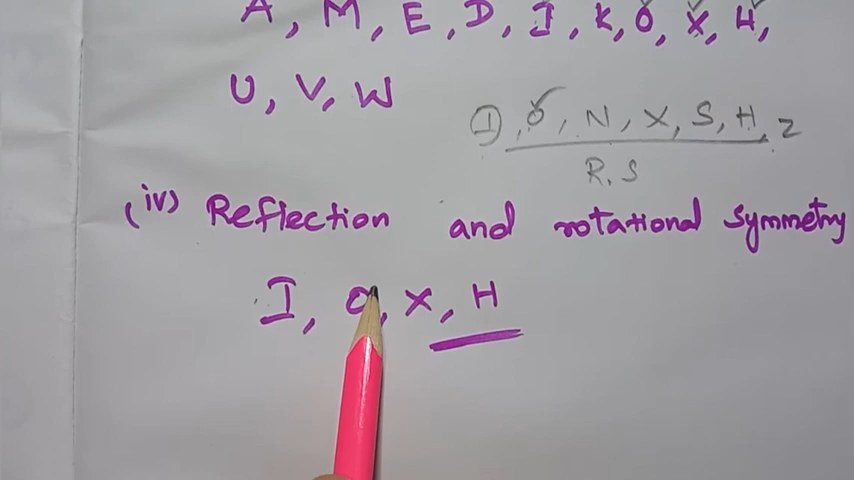 A, M, E, D, I, K, O, X, H,
U, V, W
I, O, N, X, S, H, Z
R.S
(iv) Reflection and rotational symmetry
I, O, X, H